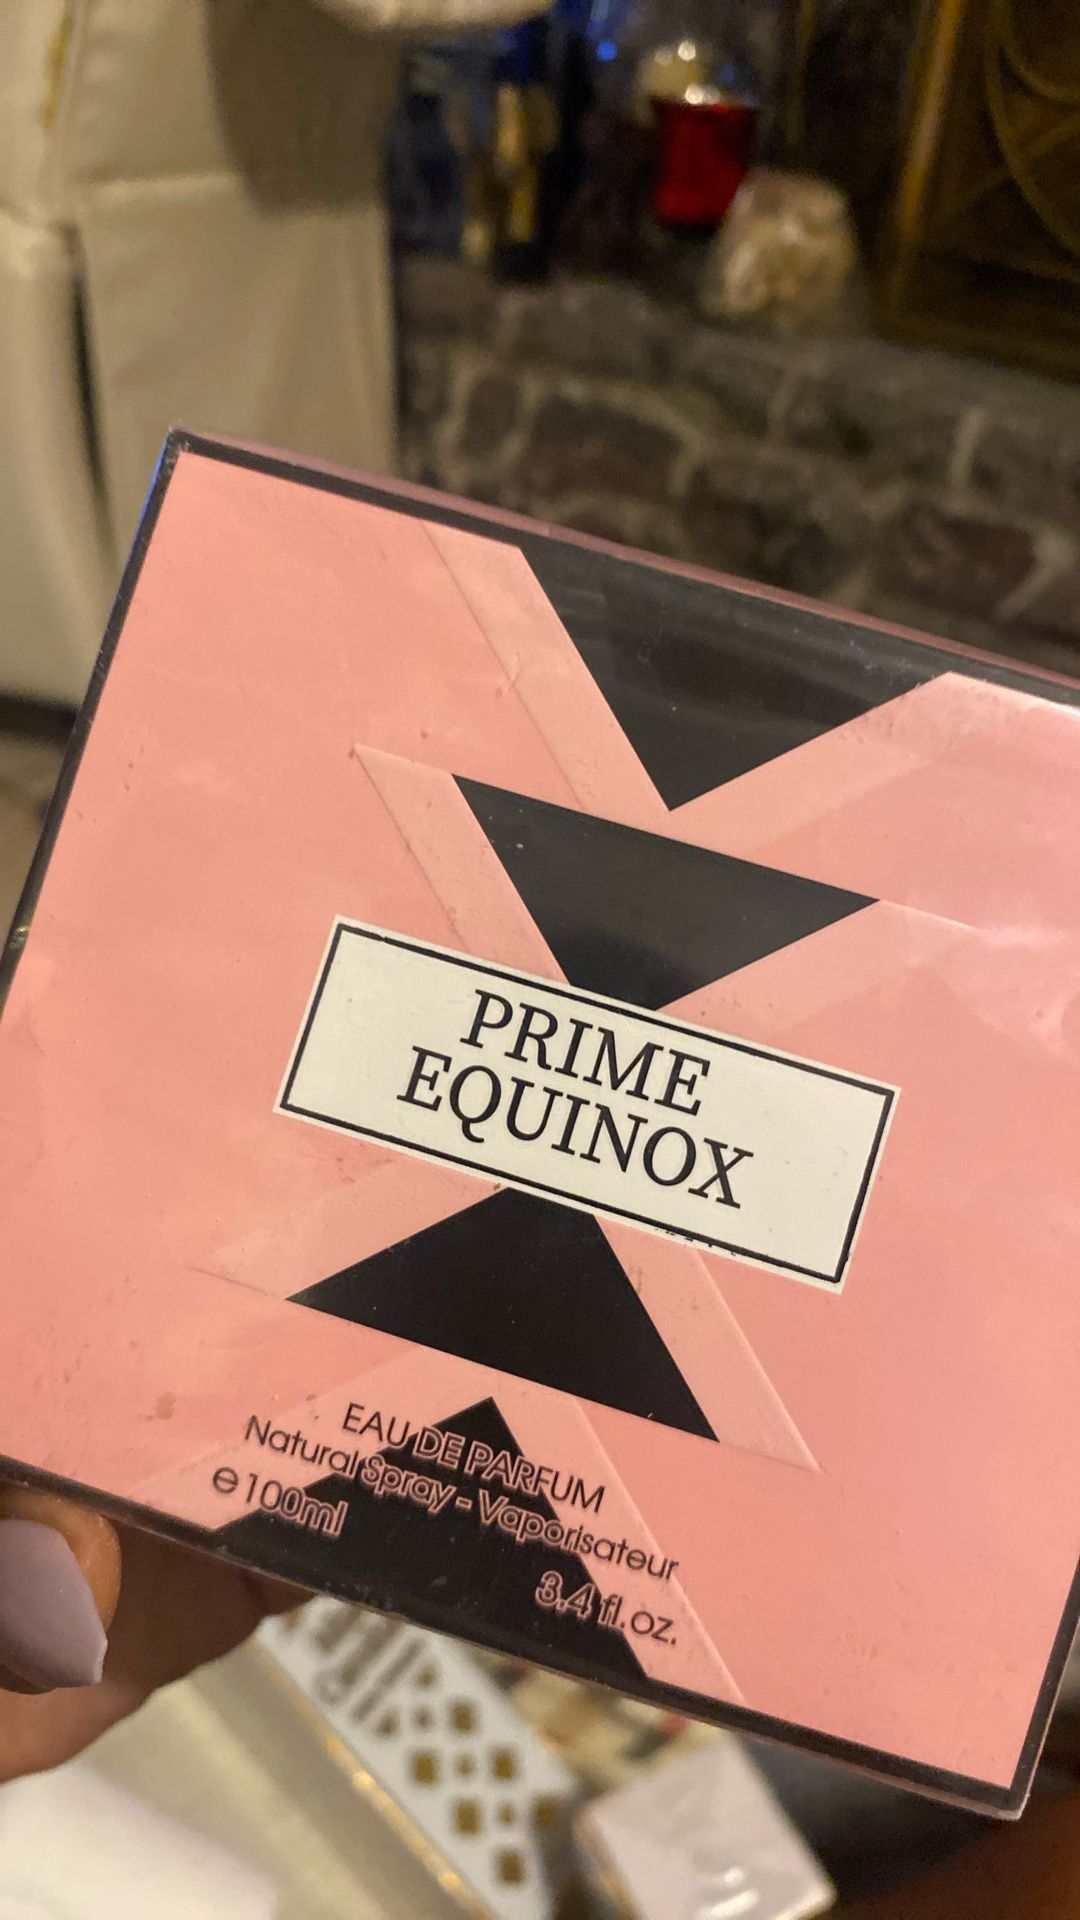 PRIME
EQUINOX
EAU DE PARFUM
Natural Spray - Vaporisateur
℮100ml
3.4 fl.oz.